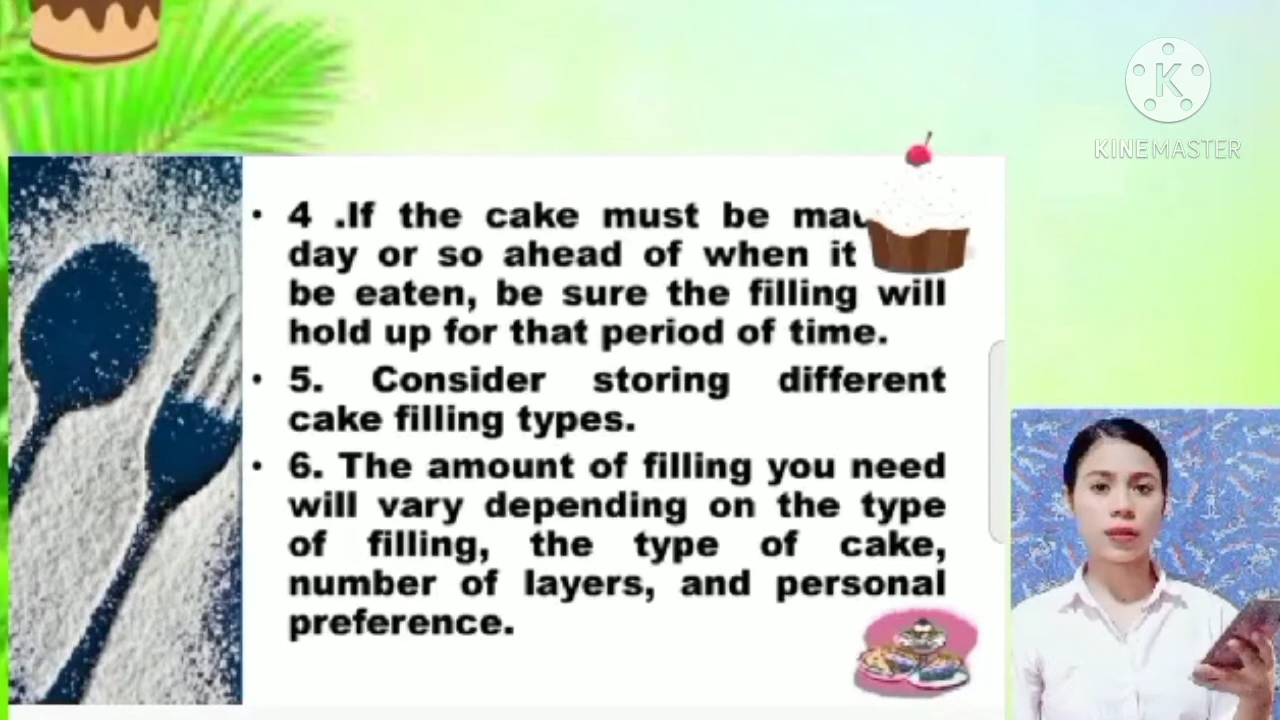 KINEMASTER
• 4 .If the cake must be
day or so ahead of when it
be eaten, be sure the filling will
hold up for that period of time.
• 5. Consider storing different
cake filling types.
• 6. The amount of filling you need
will vary depending on the type
of filling, the type of cake,
number of layers, and personal
preference.